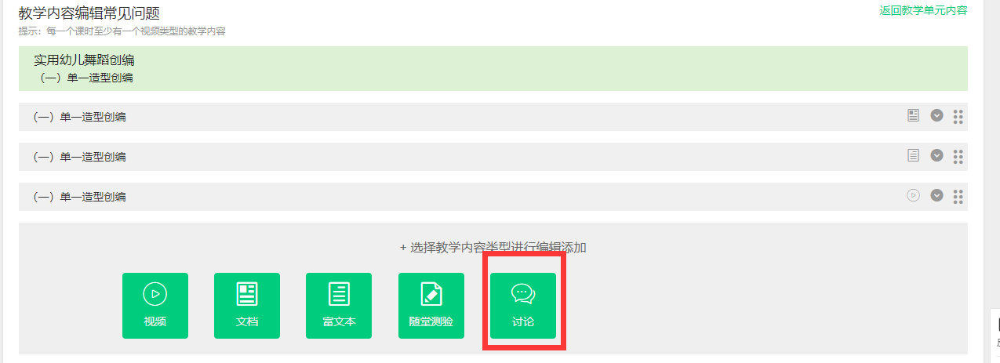 教学内容编辑常见问题
返回教学单元内容
提示：每一个课时至少有一个视频类型的教学内容
实用幼儿舞蹈创编
（一）单一造型创编
（一）单一造型创编
（一）单一造型创编
（一）单一造型创编
+ 选择教学内容类型进行编辑添加
视频
文档
富文本
随堂测验
讨论